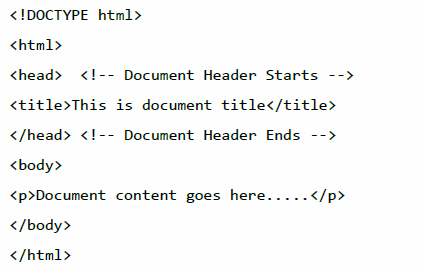 <!DOCTYPE html>
<html>
<head>  <!-- Document Header Starts -->
<title>This is document title</title>
</head> <!-- Document Header Ends -->
<body>
<p>Document content goes here.....</p>
</body>
</html>